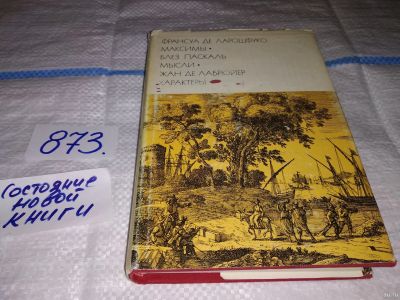 ФРАНСУА ДЕ ЛАРОШФУКО
МАКСИМЫ •
БЛЕЗ ПАСКАЛЬ
МЫСЛИ •
ЖАН ДЕ ЛАБРЮЙЕР
ХАРАКТЕРЫ
873.
Состояние
новой
книги